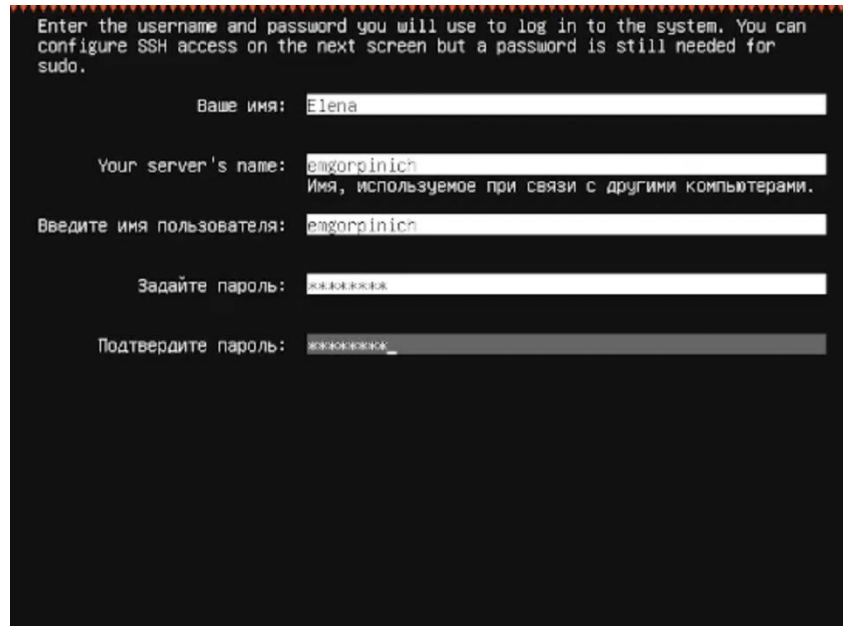 Enter the username and password you will use to log in to the system. You can
configure SSH access on the next screen but a password is still needed for
sudo.
Ваше имя: Elena
Your server's name: emgorpinich
Имя, используемое при связи с другими компьютерами.
Введите имя пользователя: emgorpinich
Задайте пароль: ********
Подтвердите пароль: ********_